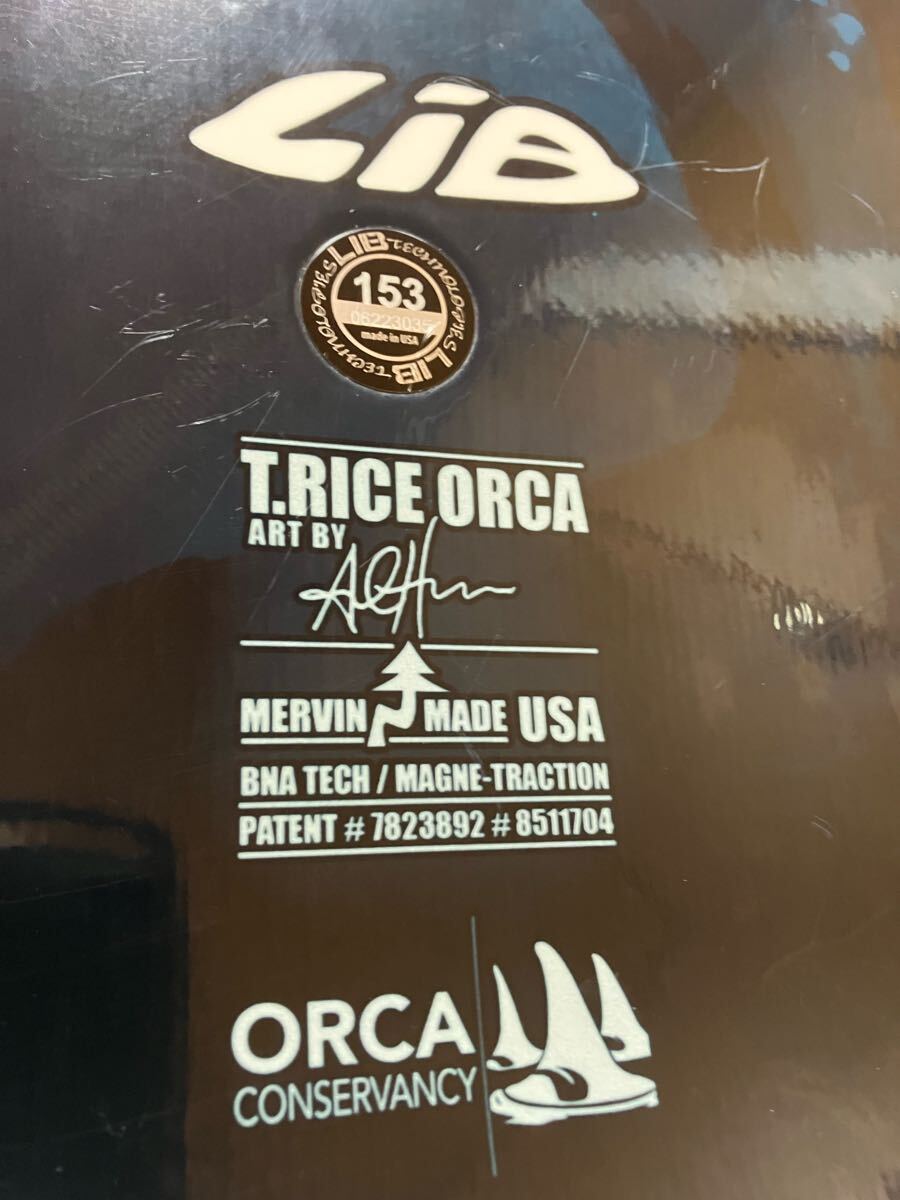 LiB
LIB TECHNOLOGIES
153
made in USA
LIB TECHNOLOGIES
T.RICE ORCA
ART BY
MERVIN MADE USA
BNA TECH / MAGNE-TRACTION
PATENT # 7823892 # 8511704
ORCA
CONSERVANCY